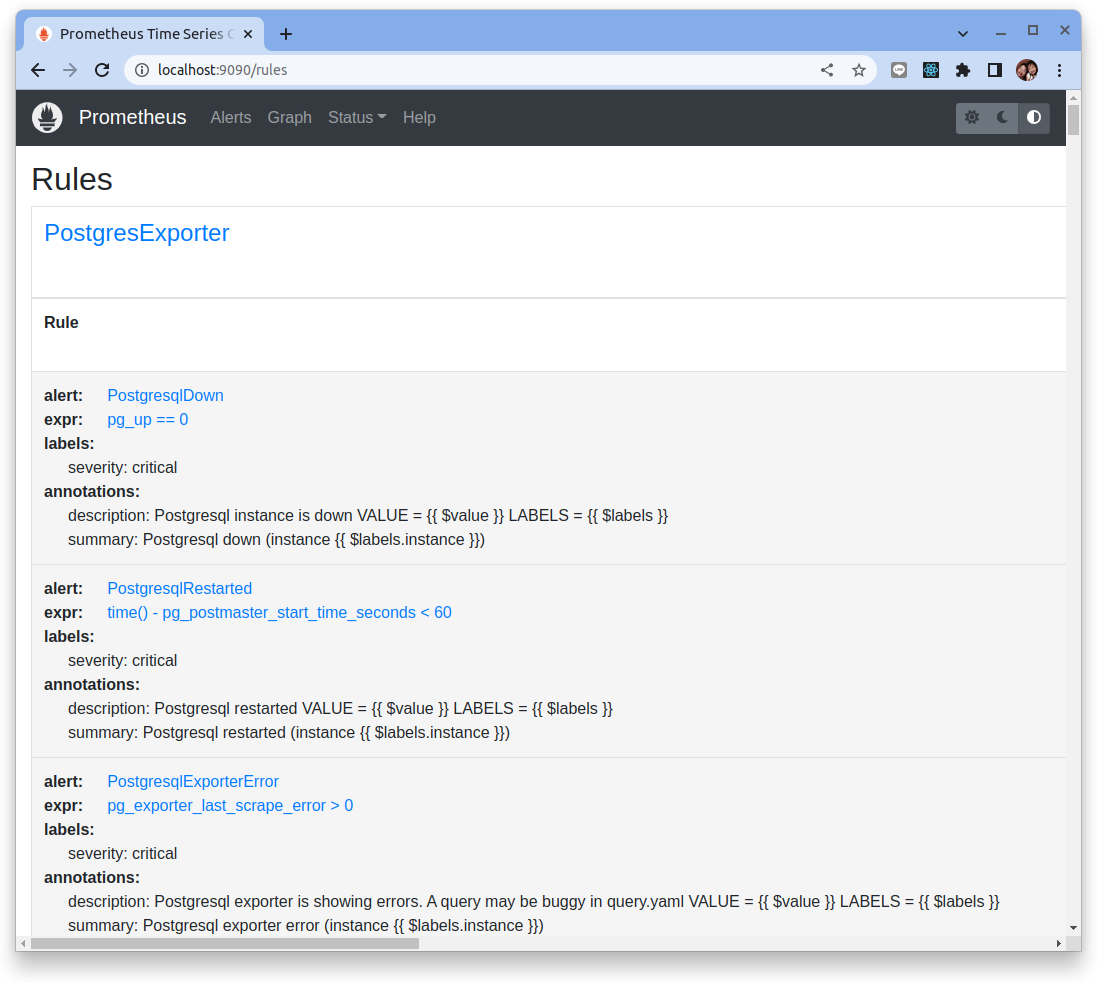 Prometheus Time Series C
localhost:9090/rules
Prometheus Alerts Graph Status Help
Rules
PostgresExporter
Rule
alert: PostgresqlDown
expr: pg_up == 0
labels:
severity: critical
annotations:
description: Postgresql instance is down VALUE = {{ $value }} LABELS = {{ $labels }}
summary: Postgresql down (instance {{ $labels.instance }})
alert: PostgresqlRestarted
expr: time() - pg_postmaster_start_time_seconds < 60
labels:
severity: critical
annotations:
description: Postgresql restarted VALUE = {{ $value }} LABELS = {{ $labels }}
summary: Postgresql restarted (instance {{ $labels.instance }})
alert: PostgresqlExporterError
expr: pg_exporter_last_scrape_error > 0
labels:
severity: critical
annotations:
description: Postgresql exporter is showing errors. A query may be buggy in query.yaml VALUE = {{ $value }} LABELS = {{ $labels }}
summary: Postgresql exporter error (instance {{ $labels.instance }})